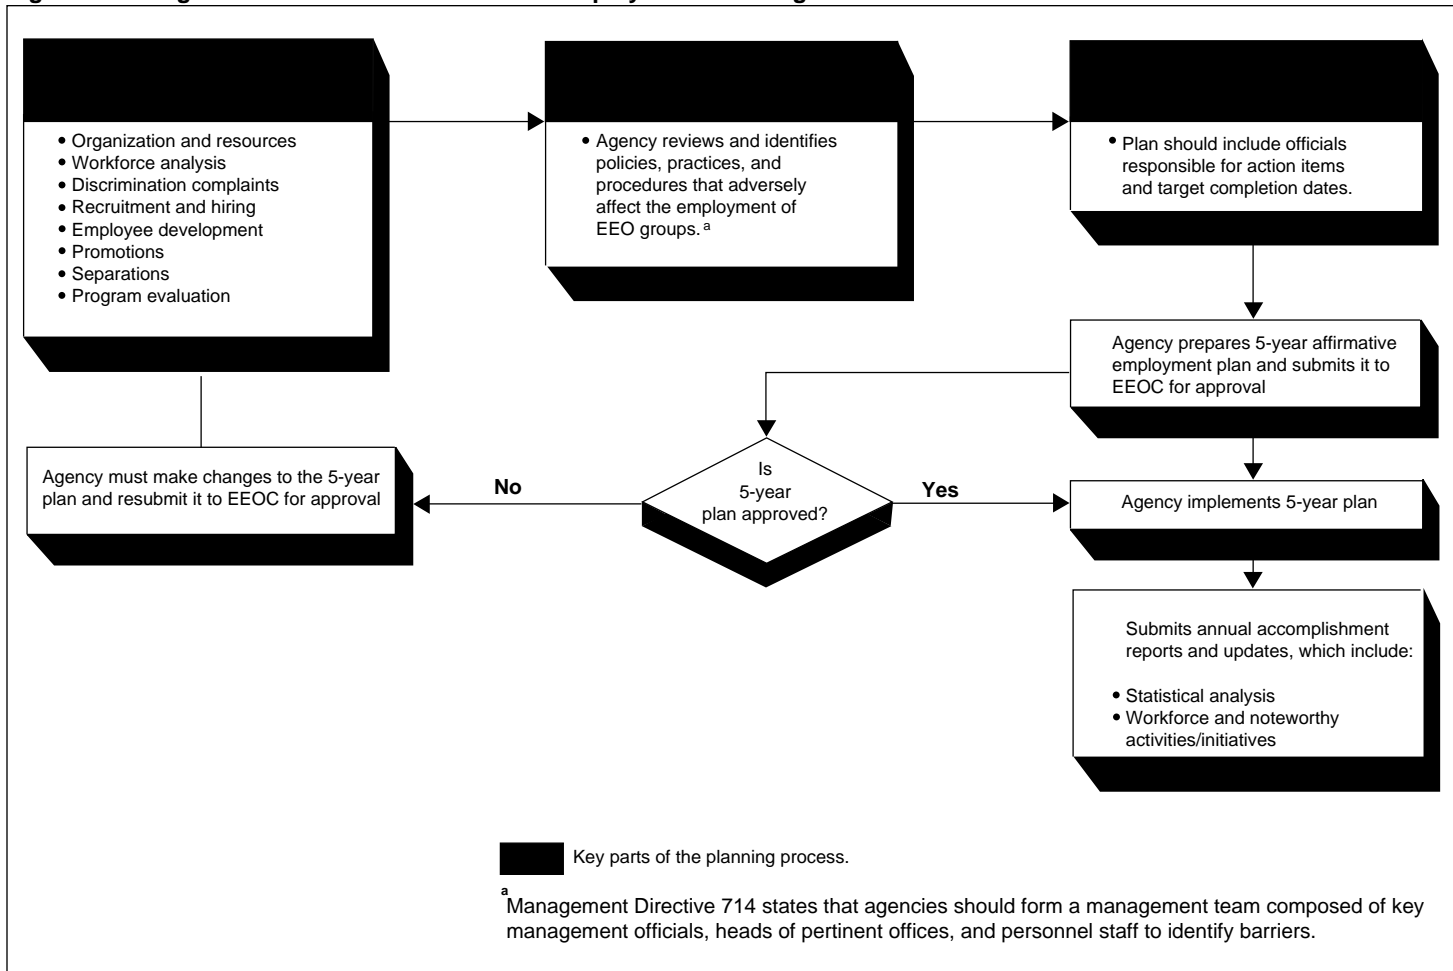 • Organization and resources
• Workforce analysis
• Discrimination complaints
• Recruitment and hiring
• Employee development
• Promotions
• Separations
• Program evaluation
• Agency reviews and identifies
policies, practices, and
procedures that adversely
affect the employment of
EEO groups. a
• Plan should include officials
responsible for action items
and target completion dates.
Agency prepares 5-year affirmative
employment plan and submits it to
EEOC for approval
Is
5-year
plan approved?
No
Yes
Agency must make changes to the 5-year
plan and resubmit it to EEOC for approval
Agency implements 5-year plan
Submits annual accomplishment
reports and updates, which include:
• Statistical analysis
• Workforce and noteworthy
activities/initiatives
Key parts of the planning process.
a Management Directive 714 states that agencies should form a management team composed of key
management officials, heads of pertinent offices, and personnel staff to identify barriers.